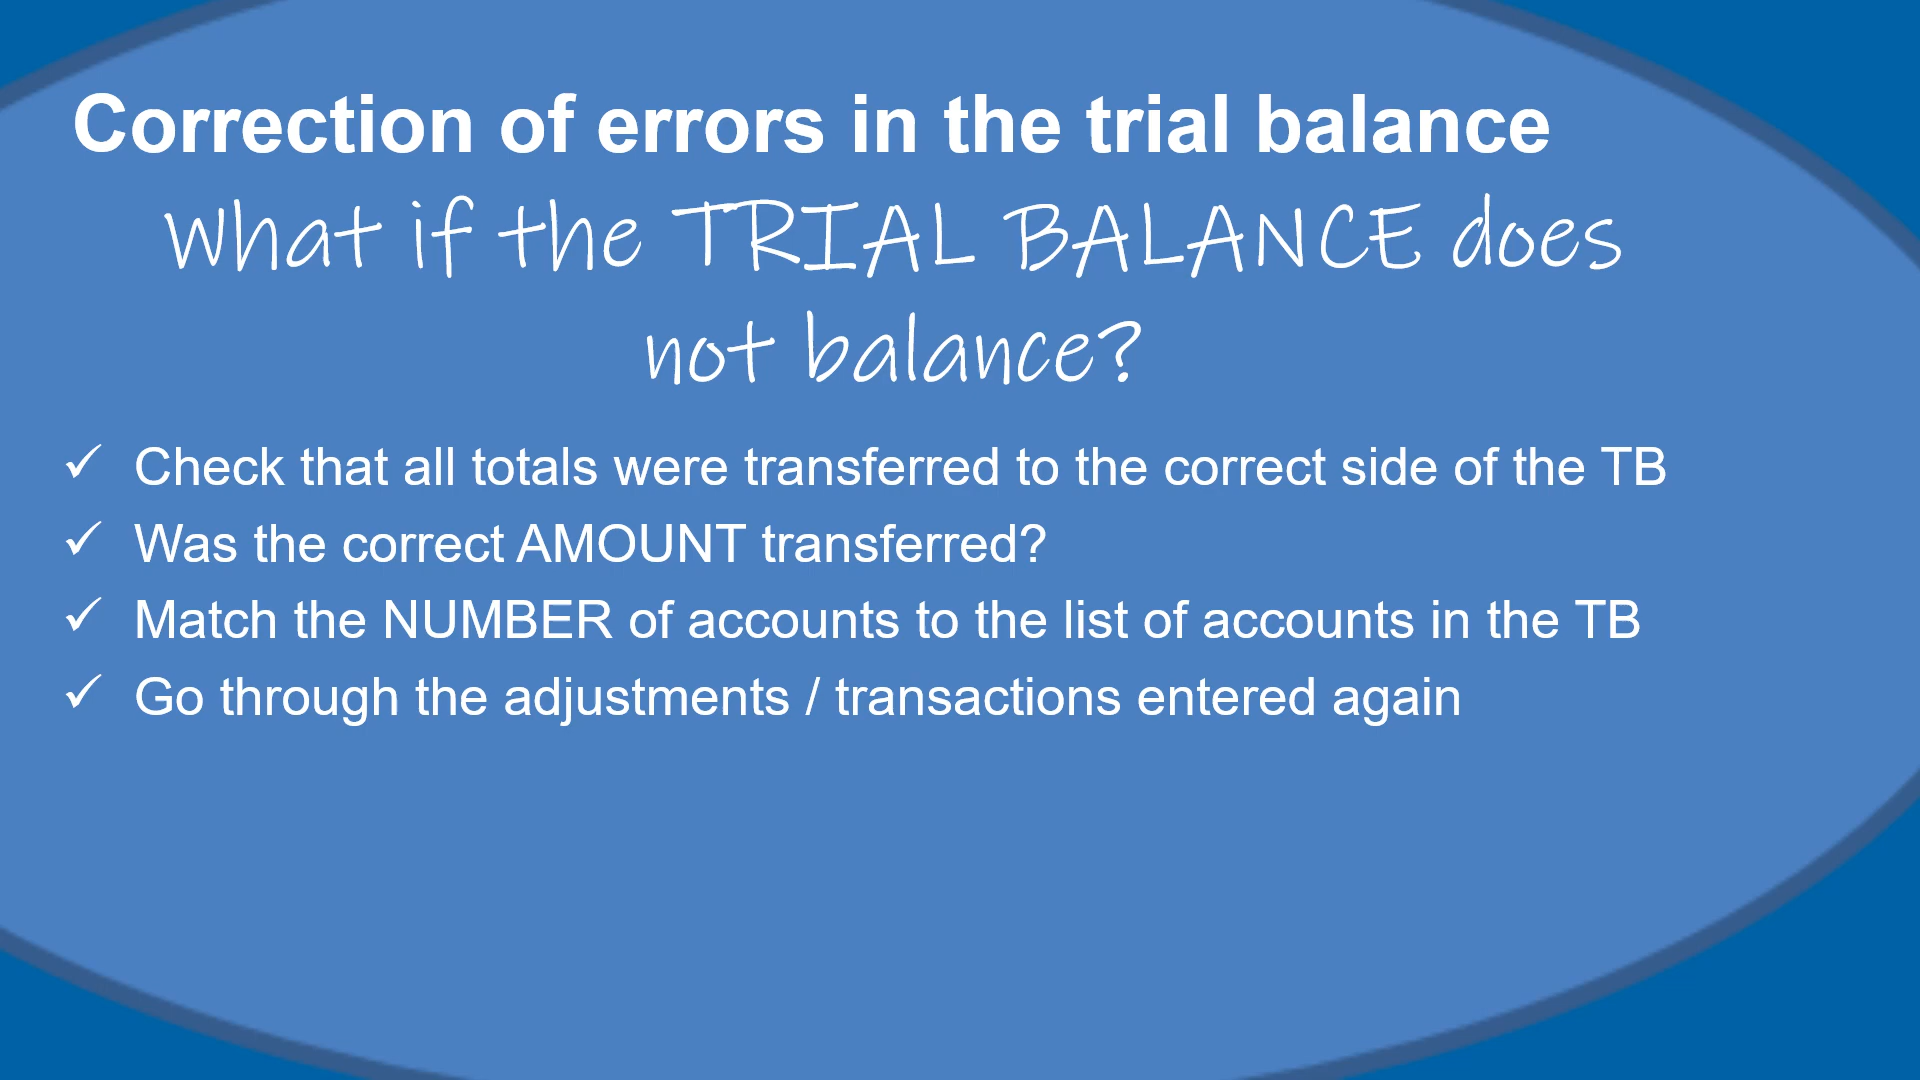 Correction of errors in the trial balance
What if the TRIAL BALANCE does
not balance?
✓ Check that all totals were transferred to the correct side of the TB
✓ Was the correct AMOUNT transferred?
✓ Match the NUMBER of accounts to the list of accounts in the TB
✓ Go through the adjustments / transactions entered again